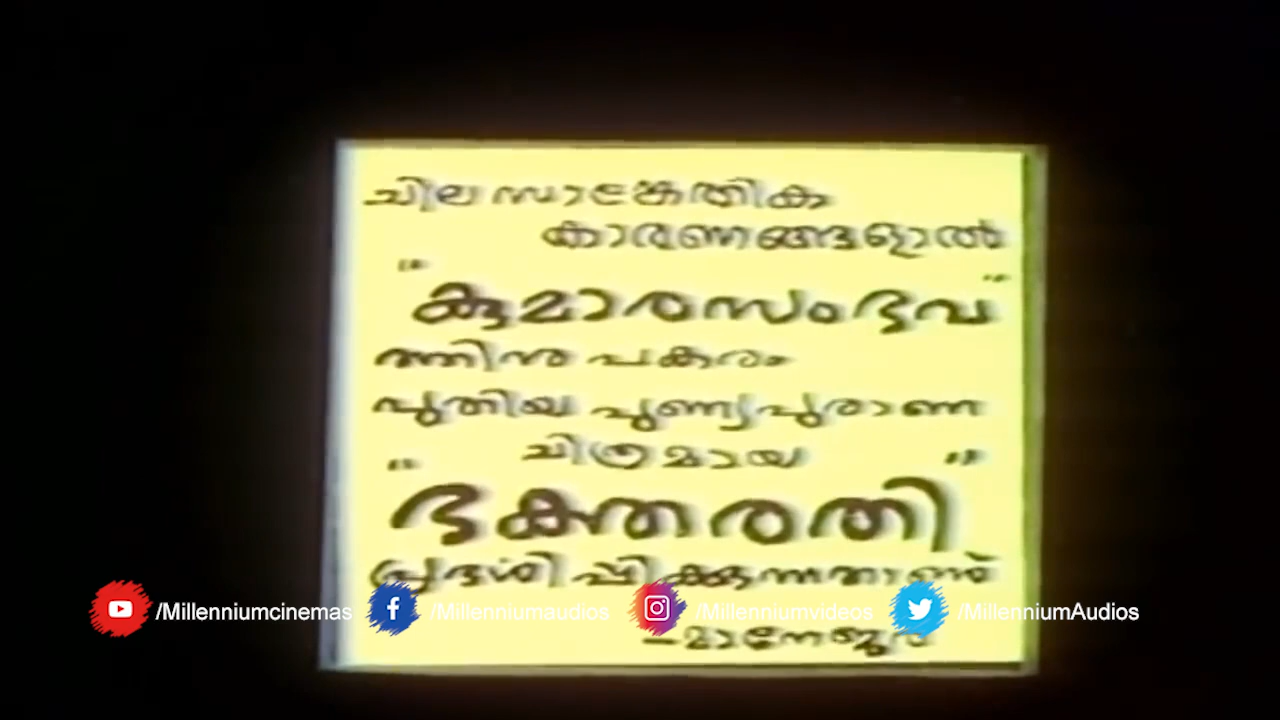 ചില സാങ്കേതിക
കാരണങ്ങളാൽ
"കുമാരസംഭവ"
ത്തിനു പകരം
പുതിയ പുണ്യപുരാണ
ചിത്രമായ
"ഭക്തരതി"
പ്രദർശിപ്പിക്കുന്നതാണ്
/Millenniumcinemas /Millenniumaudios /Millenniumvideos /MillenniumAudios
-മാനേജർ